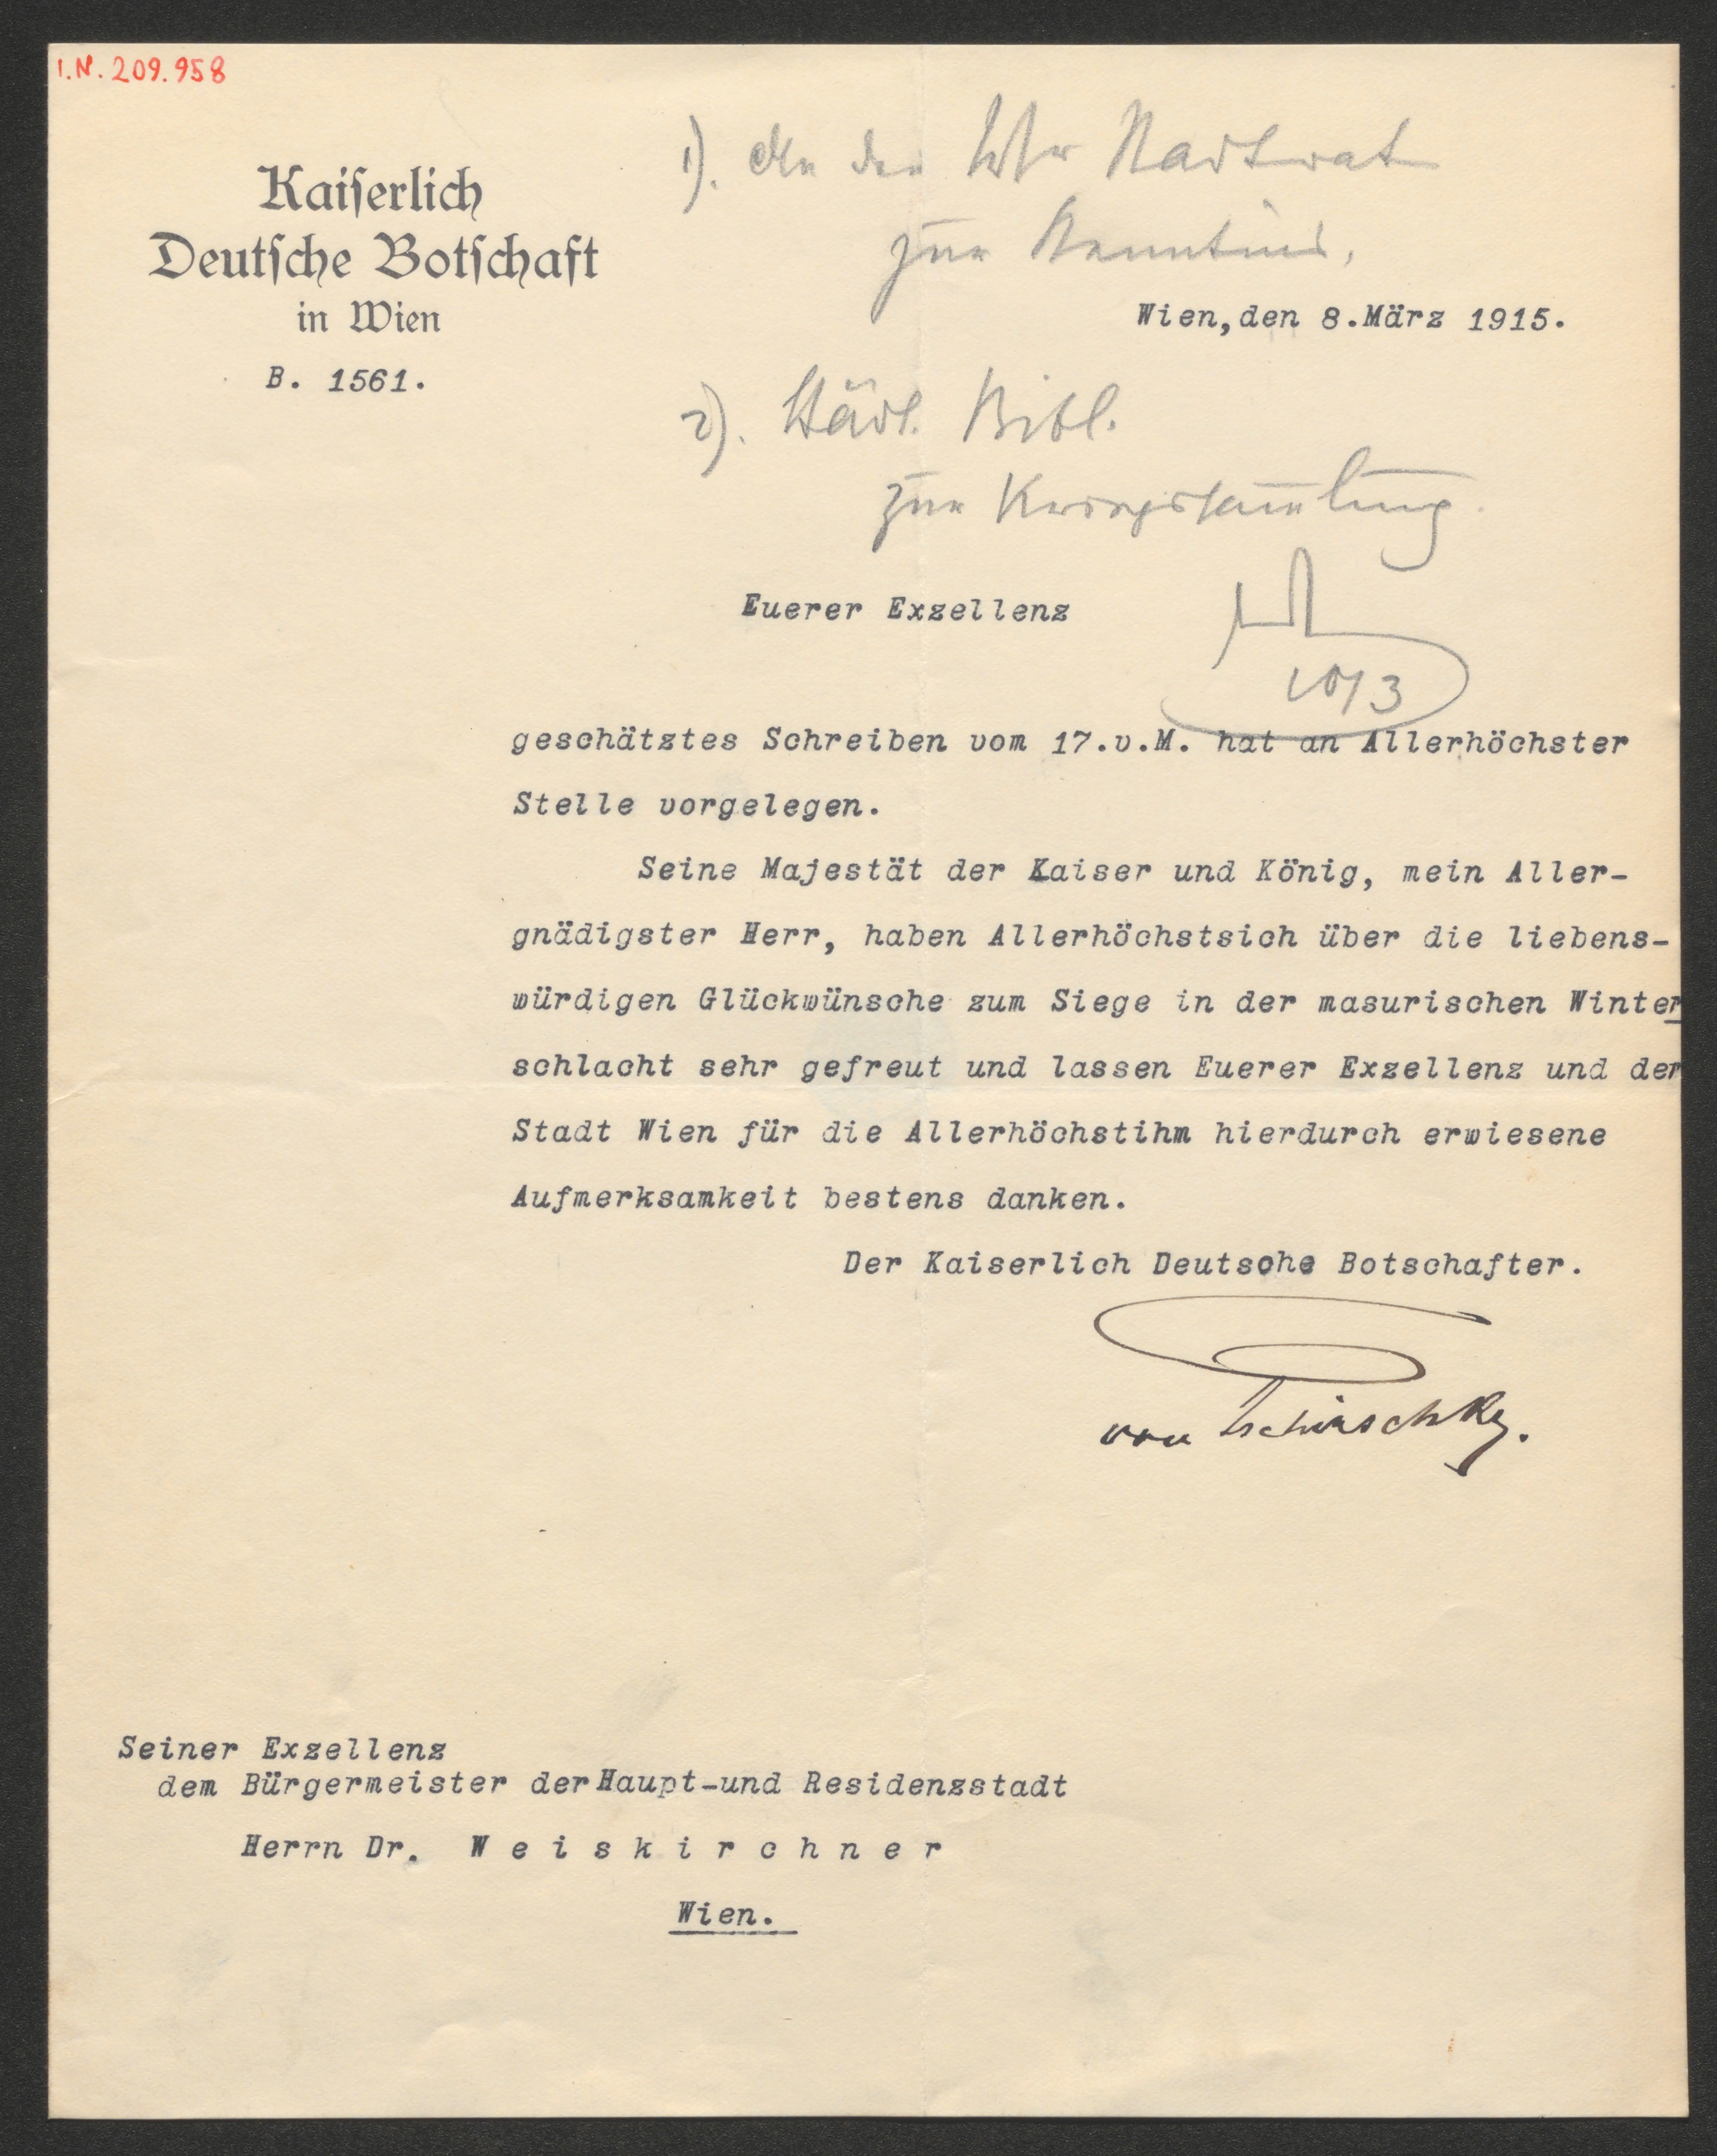 I.N. 209.958
Kaiserlich
Deutsche Botschaft
in Wien
B. 1561.
1). An den Stadtrat
zur Kenntnis.
Wien, den 8.März 1915.
2). Städt. Bibl.
zur Kriegssammlung.
10/3
Euerer Exzellenz
geschätztes Schreiben vom 17.v.M. hat an Allerhöchster
Stelle vorgelegen.
Seine Majestät der Kaiser und König, mein Aller-
gnädigster Herr, haben Allerhöchstsich über die liebens-
würdigen Glückwünsche zum Siege in der masurischen Winter
schlacht sehr gefreut und lassen Euerer Exzellenz und der
Stadt Wien für die Allerhöchstihm hierdurch erwiesene
Aufmerksamkeit bestens danken.
Der Kaiserlich Deutsche Botschafter.
von Tschirschky.
Seiner Exzellenz
dem Bürgermeister der Haupt-und Residenzstadt
Herrn Dr. Weiskirchner
Wien.